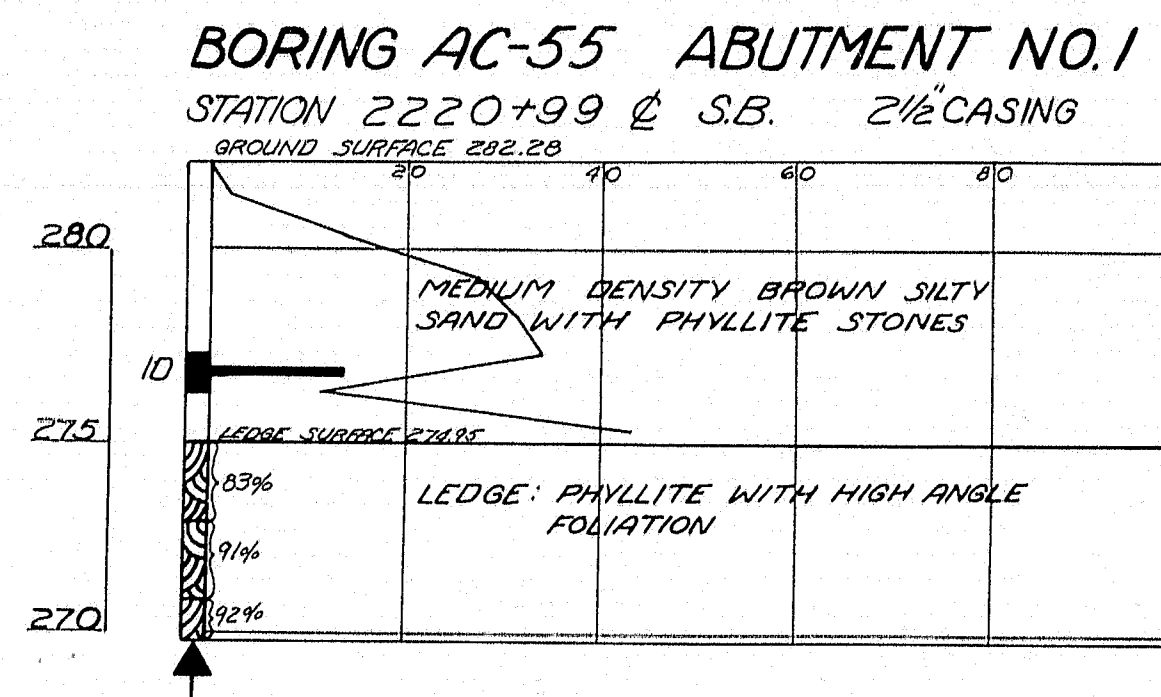 BORING AC-55 ABUTMENT NO. 1
STATION 2220+99 ℄ S.B. 2½" CASING
GROUND SURFACE 282.28
20 40 60 80
280
MEDIUM DENSITY BROWN SILTY
SAND WITH PHYLLITE STONES
1D
275
LEDGE SURFACE 274.95
83%
LEDGE: PHYLLITE WITH HIGH ANGLE
FOLIATION
91%
270
92%